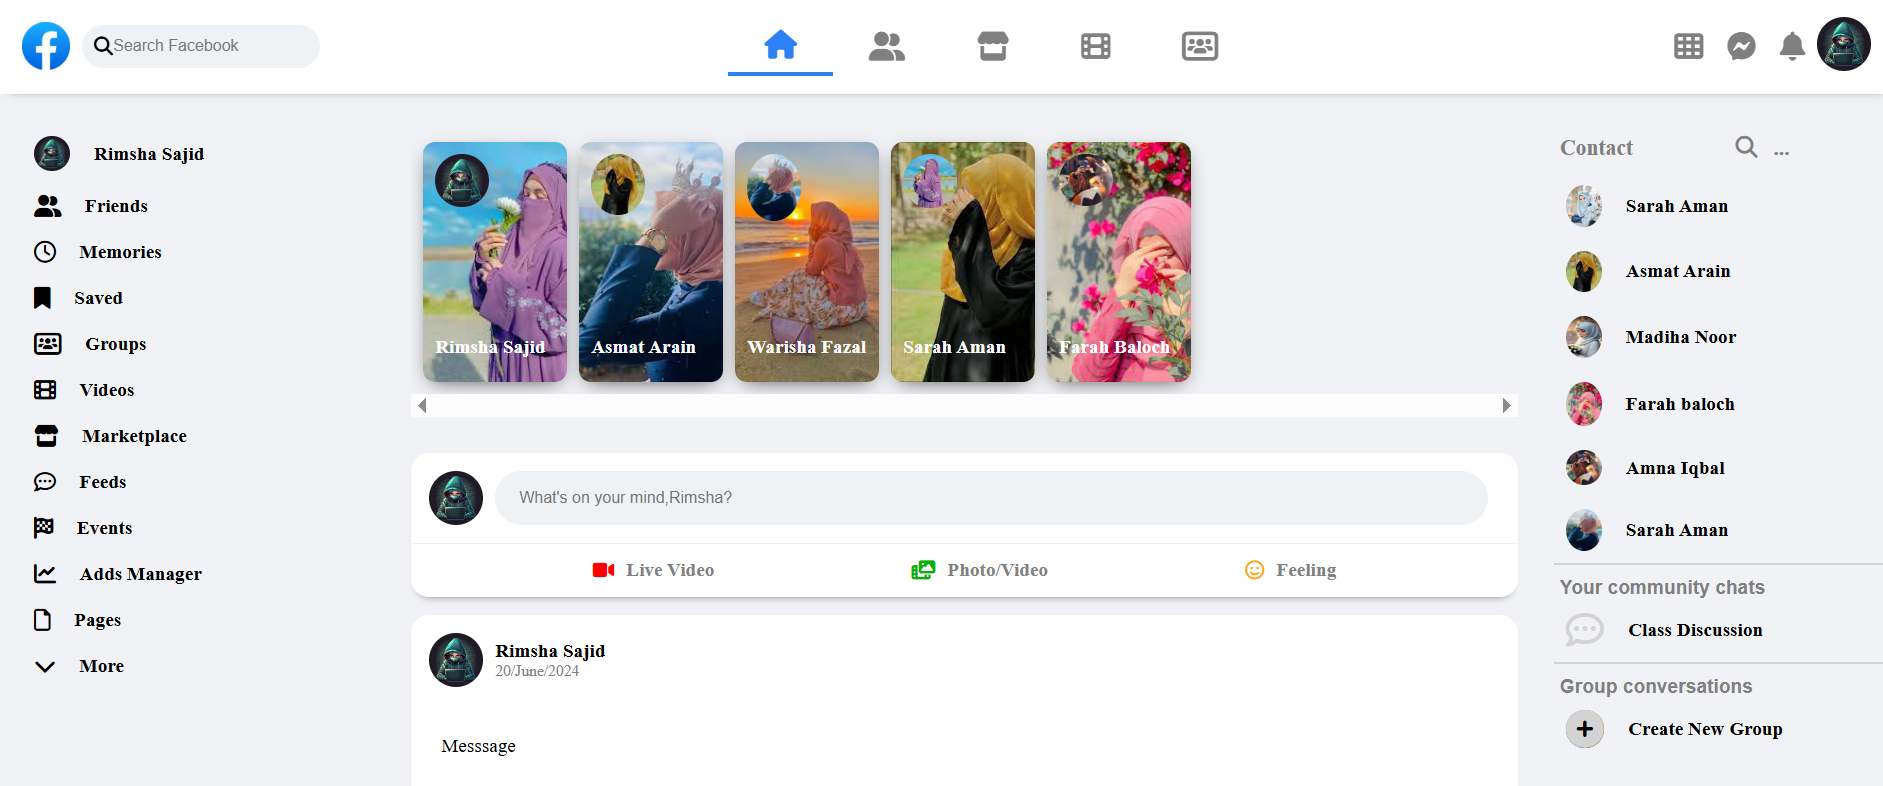 Search Facebook
Rimsha Sajid
Friends
Memories
Saved
Groups
Videos
Marketplace
Feeds
Events
Adds Manager
Pages
More
Rimsha Sajid
Asmat Arain
Warisha Fazal
Sarah Aman
Farah Baloch
What's on your mind,Rimsha?
Live Video
Photo/Video
Feeling
Rimsha Sajid
20/June/2024
Messsage
Contact ...
Sarah Aman
Asmat Arain
Madiha Noor
Farah baloch
Amna Iqbal
Sarah Aman
Your community chats
Class Discussion
Group conversations
Create New Group